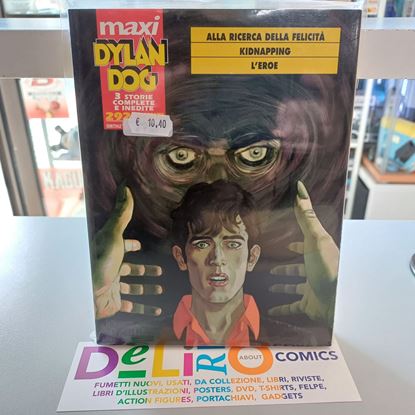 maxi
DYLAN
DOG
3 STORIE
COMPLETE
E INEDITE
€ 10,40
ALLA RICERCA DELLA FELICITÁ
KIDNAPPING
L'EROE
DeLiRiO ABOUT COMICS
FUMETTI NUOVI, USATI, DA COLLEZIONE, LIBRI, RIVISTE,
LIBRI D'ILLUSTRAZIONI, POSTERS, DVD, T-SHIRTS, FELPE,
ACTION FIGURES, PORTACHIAVI, GADGETS